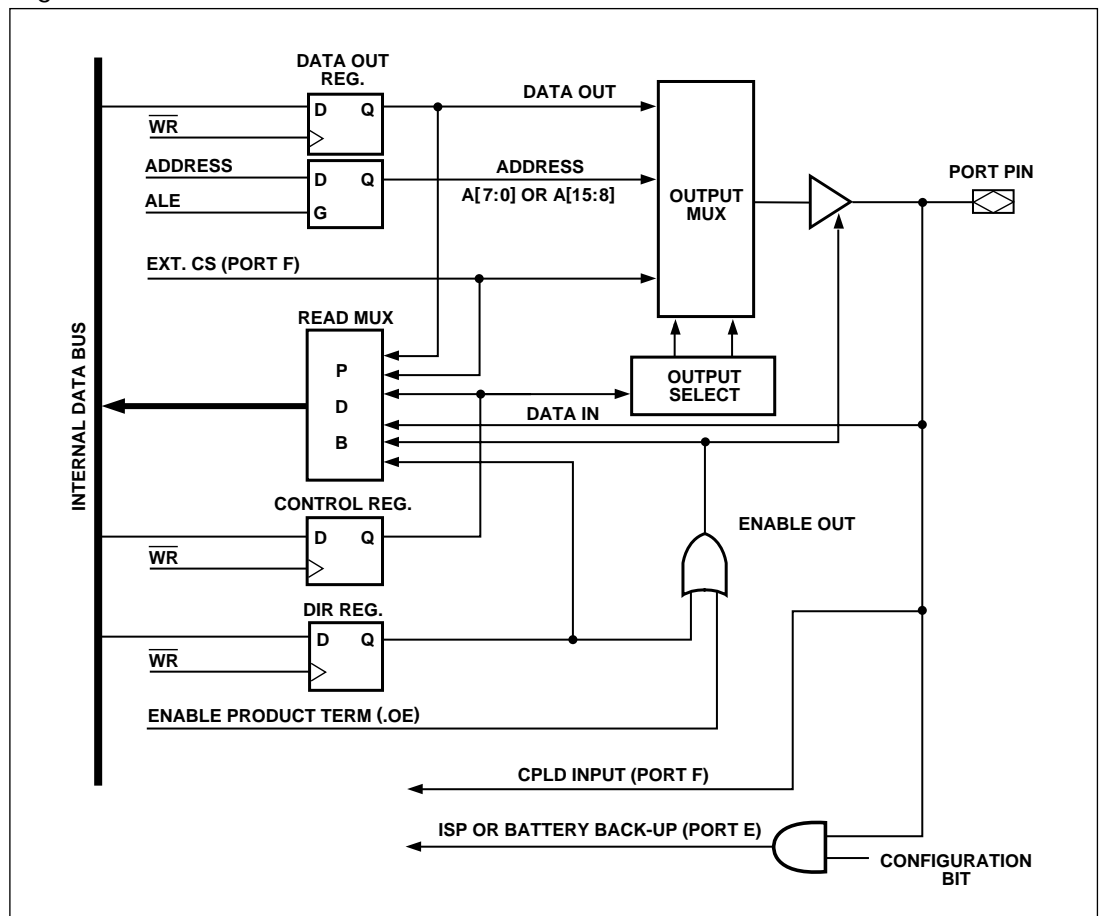 DATA OUT
REG.
D Q
WR
DATA OUT
ADDRESS
D Q
ALE
G
ADDRESS
A[7:0] OR A[15:8]
OUTPUT
MUX
PORT PIN
EXT. CS (PORT F)
READ MUX
P
D
B
OUTPUT
SELECT
DATA IN
INTERNAL DATA BUS
CONTROL REG.
D Q
WR
ENABLE OUT
DIR REG.
D Q
WR
ENABLE PRODUCT TERM (.OE)
CPLD INPUT (PORT F)
ISP OR BATTERY BACK-UP (PORT E)
CONFIGURATION
BIT